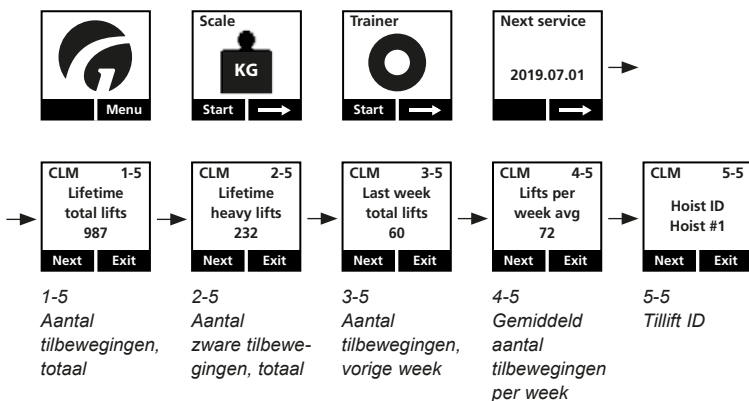 Menu
Scale
KG
Start
Trainer
Start
Next service
2019.07.01
CLM 1-5
Lifetime
total lifts
987
Next Exit
CLM 2-5
Lifetime
heavy lifts
232
Next Exit
CLM 3-5
Last week
total lifts
60
Next Exit
CLM 4-5
Lifts per
week avg
72
Next Exit
CLM 5-5
Hoist ID
Hoist #1
Next Exit
1-5
Aantal
tilbewegingen,
totaal
2-5
Aantal
zware tilbewe-
gingen, totaal
3-5
Aantal
tilbewegingen,
vorige week
4-5
Gemiddeld
aantal
tilbewegingen
per week
5-5
Tillift ID